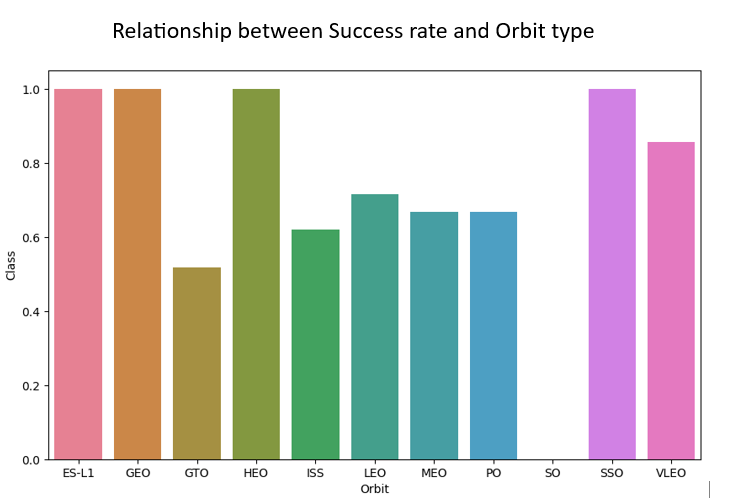 Relationship between Success rate and Orbit type
1.0
0.8
0.6
0.4
0.2
0.0
Class
ES-L1 GEO GTO HEO ISS LEO MEO PO SO SSO VLEO
Orbit